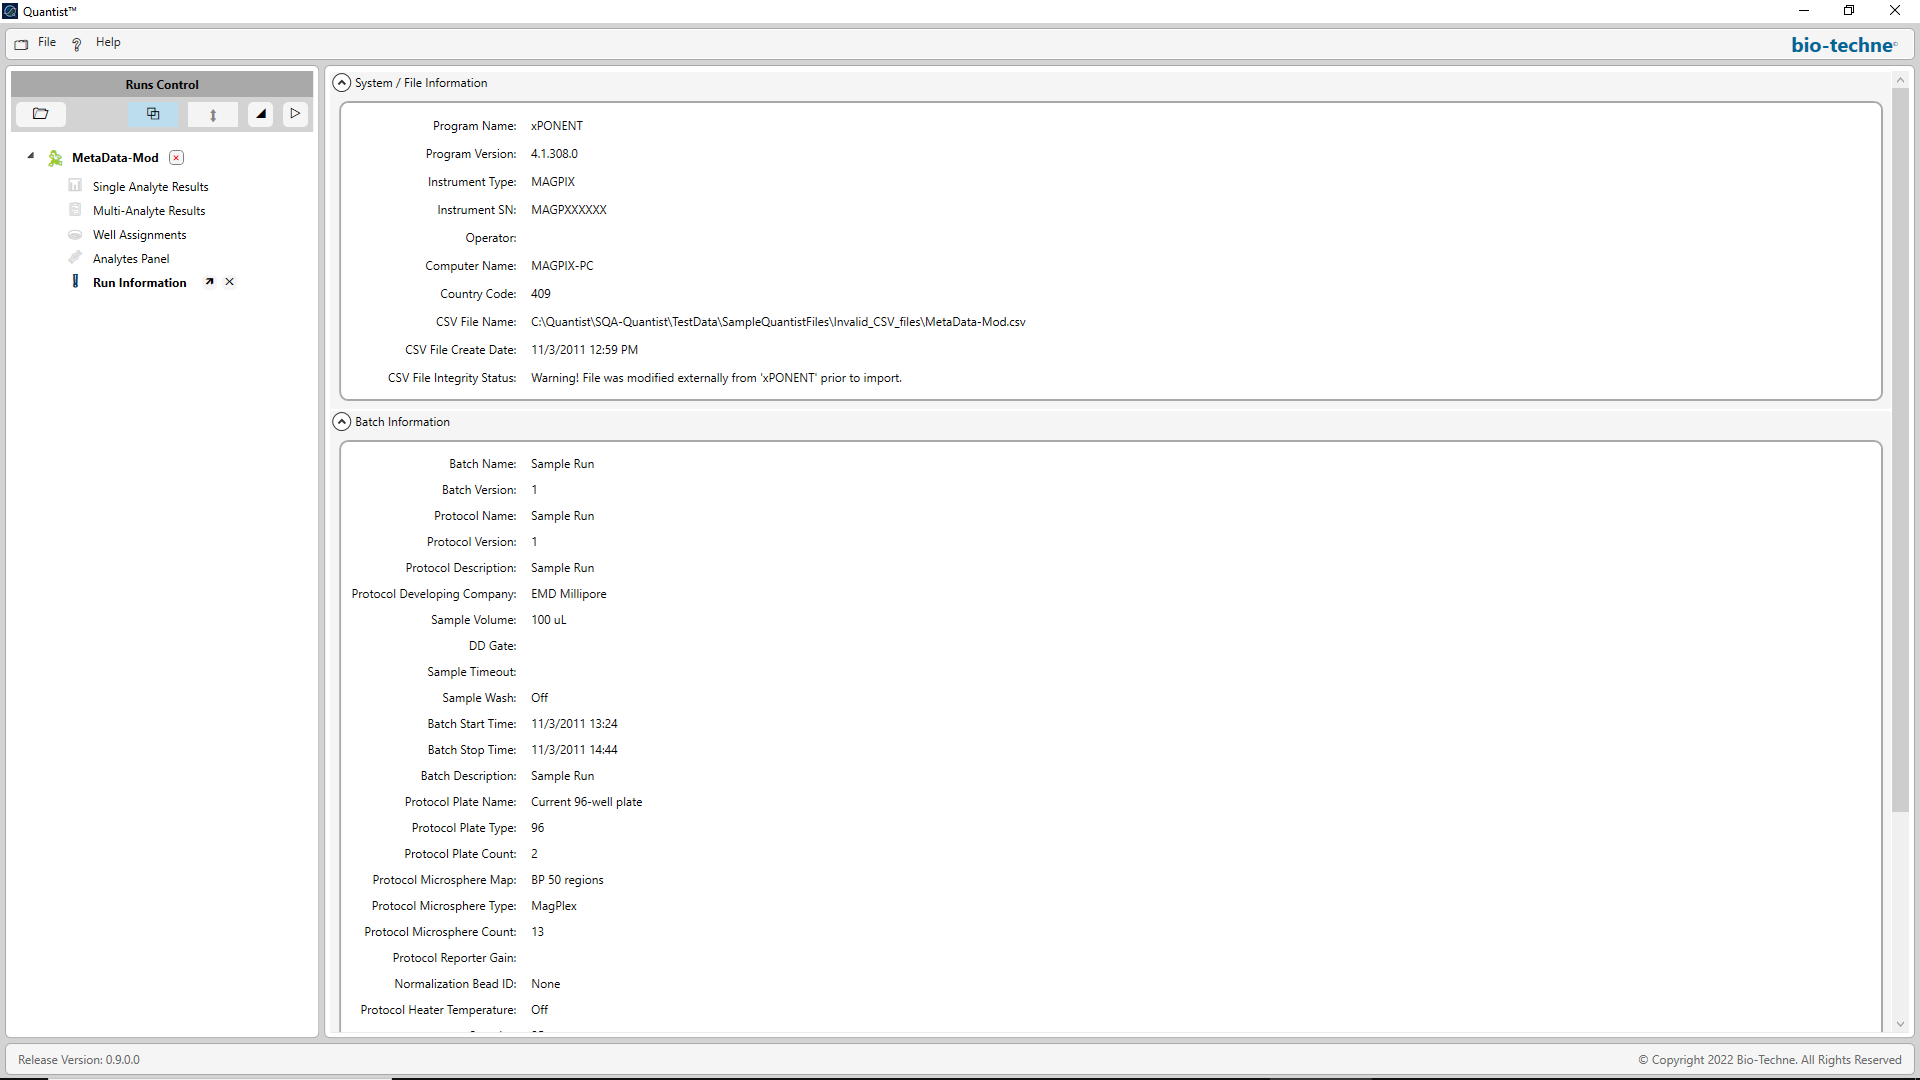 Quantist™
File Help
bio-techne®
Runs Control
MetaData-Mod
Single Analyte Results
Multi-Analyte Results
Well Assignments
Analytes Panel
Run Information
System / File Information
Program Name: xPONENT
Program Version: 4.1.308.0
Instrument Type: MAGPIX
Instrument SN: MAGPXXXXXX
Operator:
Computer Name: MAGPIX-PC
Country Code: 409
CSV File Name: C:\Quantist\SQA-Quantist\TestData\SampleQuantistFiles\Invalid_CSV_files\MetaData-Mod.csv
CSV File Create Date: 11/3/2011 12:59 PM
CSV File Integrity Status: Warning! File was modified externally from 'xPONENT' prior to import.
Batch Information
Batch Name: Sample Run
Batch Version: 1
Protocol Name: Sample Run
Protocol Version: 1
Protocol Description: Sample Run
Protocol Developing Company: EMD Millipore
Sample Volume: 100 uL
DD Gate:
Sample Timeout:
Sample Wash: Off
Batch Start Time: 11/3/2011 13:24
Batch Stop Time: 11/3/2011 14:44
Batch Description: Sample Run
Protocol Plate Name: Current 96-well plate
Protocol Plate Type: 96
Protocol Plate Count: 2
Protocol Microsphere Map: BP 50 regions
Protocol Microsphere Type: MagPlex
Protocol Microsphere Count: 13
Protocol Reporter Gain:
Normalization Bead ID: None
Protocol Heater Temperature: Off
Release Version: 0.9.0.0
© Copyright 2022 Bio-Techne. All Rights Reserved